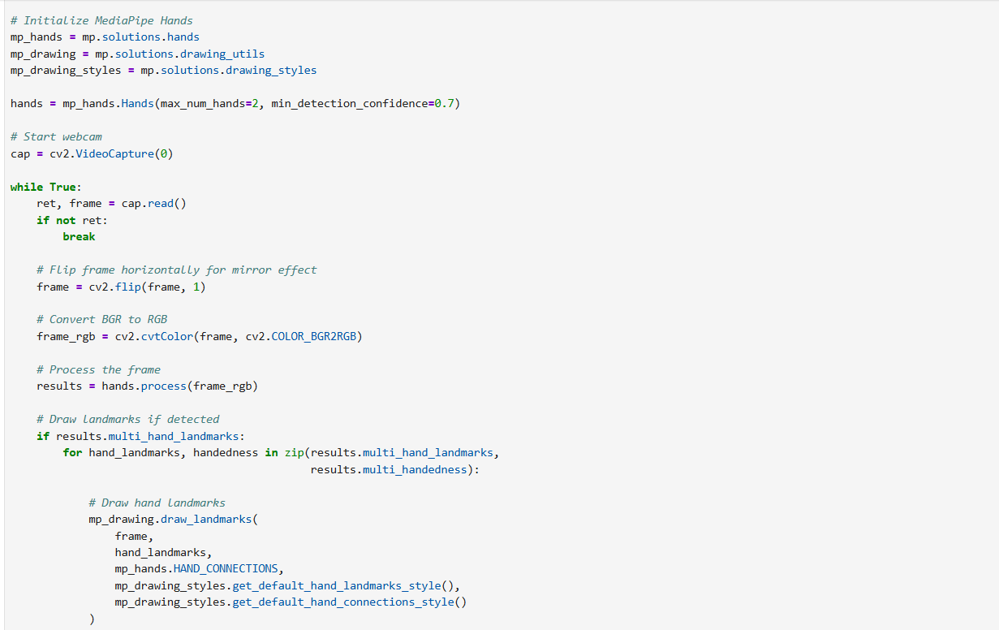 # Initialize MediaPipe Hands
mp_hands = mp.solutions.hands
mp_drawing = mp.solutions.drawing_utils
mp_drawing_styles = mp.solutions.drawing_styles

hands = mp_hands.Hands(max_num_hands=2, min_detection_confidence=0.7)

# Start webcam
cap = cv2.VideoCapture(0)

while True:
    ret, frame = cap.read()
    if not ret:
        break

    # Flip frame horizontally for mirror effect
    frame = cv2.flip(frame, 1)

    # Convert BGR to RGB
    frame_rgb = cv2.cvtColor(frame, cv2.COLOR_BGR2RGB)

    # Process the frame
    results = hands.process(frame_rgb)

    # Draw landmarks if detected
    if results.multi_hand_landmarks:
        for hand_landmarks, handedness in zip(results.multi_hand_landmarks,
                                              results.multi_handedness):

            # Draw hand landmarks
            mp_drawing.draw_landmarks(
                frame,
                hand_landmarks,
                mp_hands.HAND_CONNECTIONS,
                mp_drawing_styles.get_default_hand_landmarks_style(),
                mp_drawing_styles.get_default_hand_connections_style()
            )